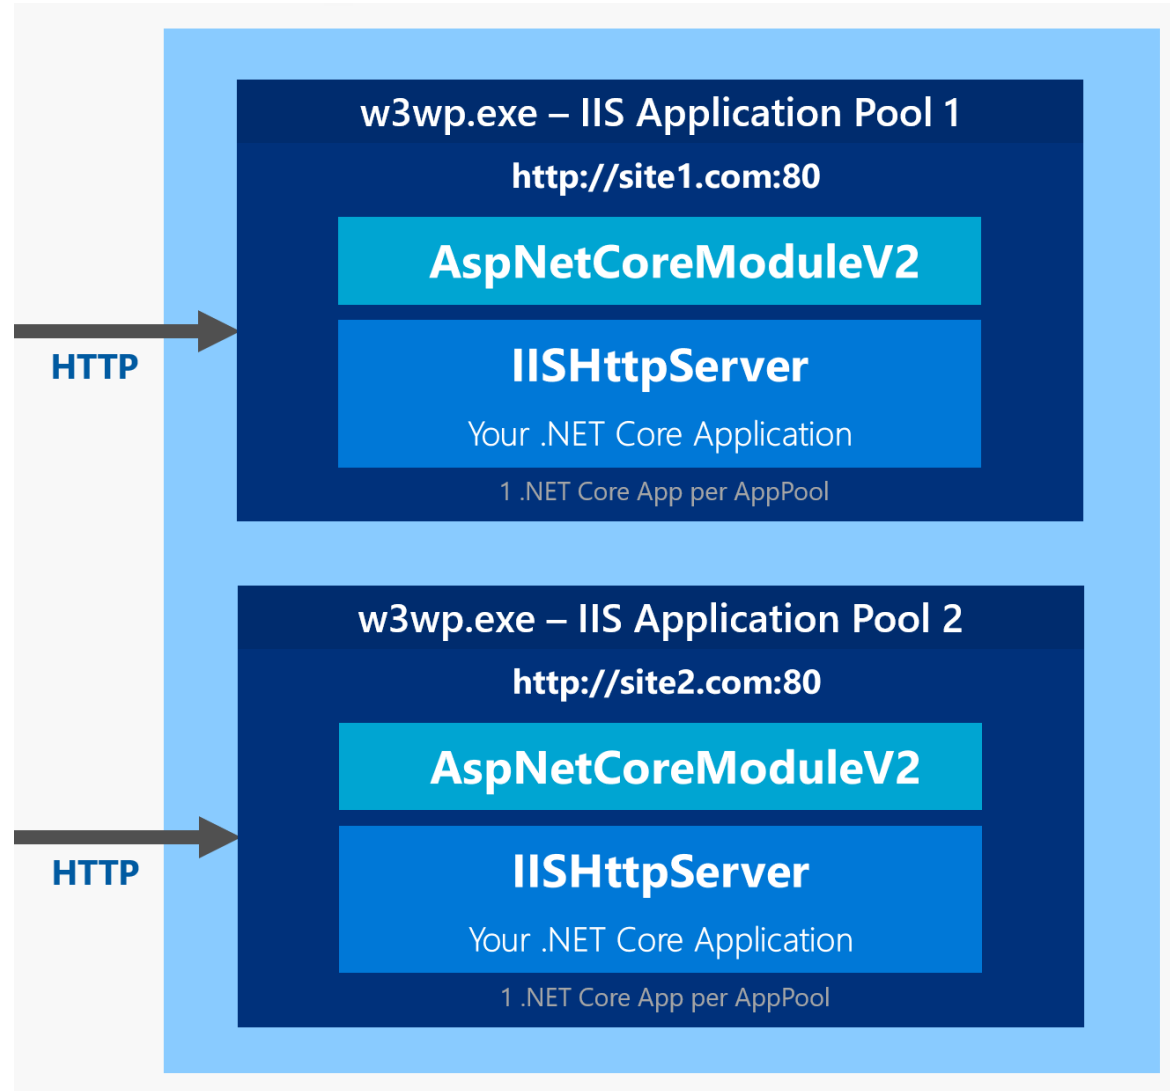 w3wp.exe – IIS Application Pool 1
http://site1.com:80
AspNetCoreModuleV2
HTTP
IISHttpServer
Your .NET Core Application
1 .NET Core App per AppPool
w3wp.exe – IIS Application Pool 2
http://site2.com:80
AspNetCoreModuleV2
HTTP
IISHttpServer
Your .NET Core Application
1 .NET Core App per AppPool